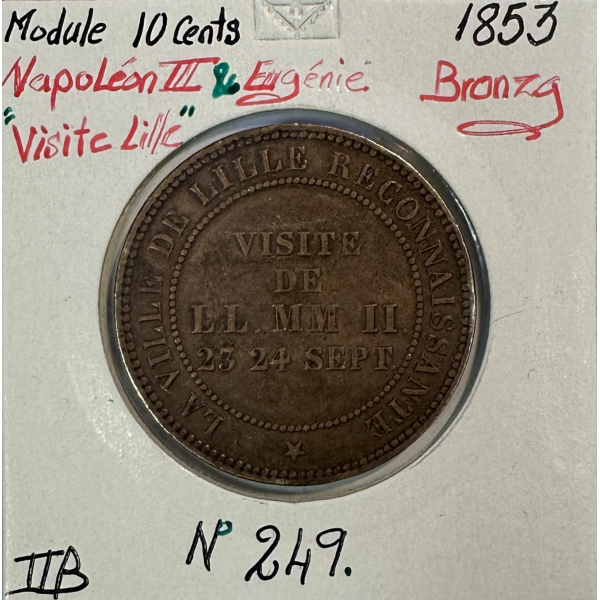 Module 10 Cents 1853
Napoléon III & Eugénie Bronze
"Visite Lille"
LA VILLE DE LILLE RECONNAISSANTE
VISITE
DE
LL MM II
23 24 SEPT
TTB N° 249.